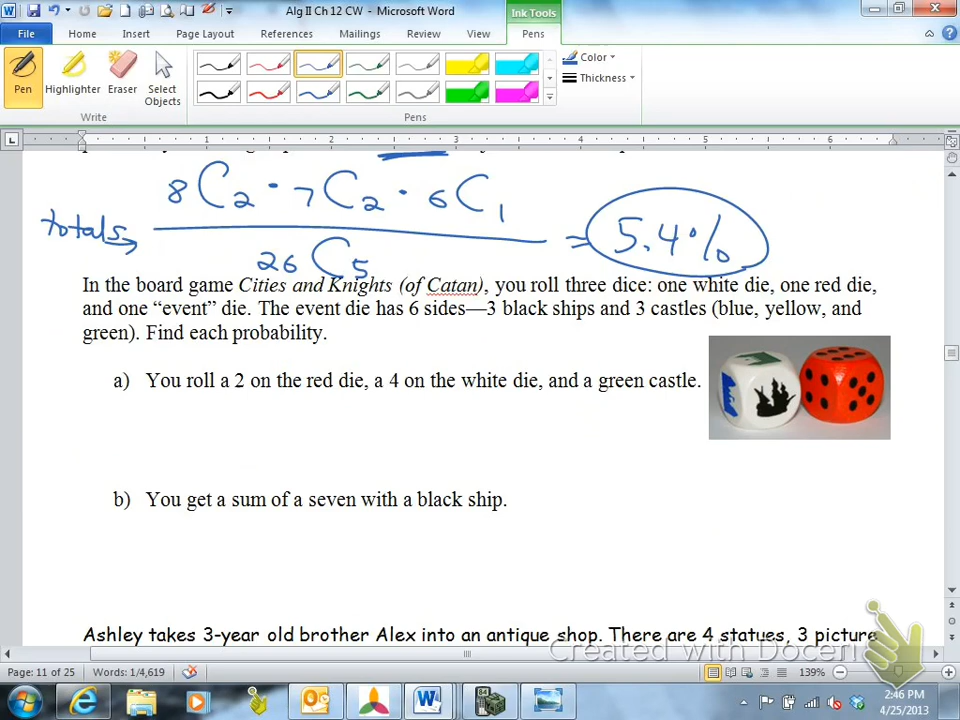 Alg II Ch 12 CW - Microsoft Word
Ink Tools
File Home Insert Page Layout References Mailings Review View Pens
Pen Highlighter Eraser Select Objects
Color
Thickness
Write Pens
1 2 3 4 5 6
8C2 · 7C2 · 6C1
totals → = 5.4%
26C5
In the board game Cities and Knights (of Catan), you roll three dice: one white die, one red die,
and one “event” die. The event die has 6 sides—3 black ships and 3 castles (blue, yellow, and
green). Find each probability.
a) You roll a 2 on the red die, a 4 on the white die, and a green castle.
b) You get a sum of a seven with a black ship.
Ashley takes 3-year old brother Alex into an antique shop. There are 4 statues, 3 picture
Created with Doceri
Page: 11 of 25 Words: 1/4,619 139%
2:46 PM
4/25/2013